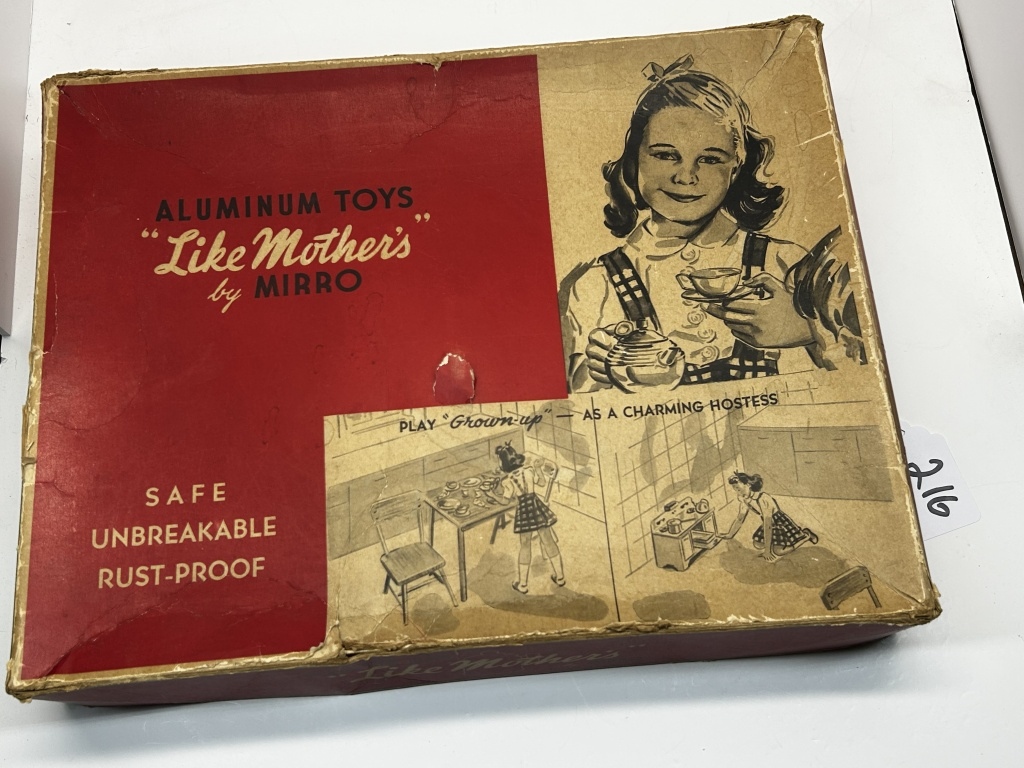 ALUMINUM TOYS
"Like Mother's"
by MIRRO
PLAY "Grown-up" — AS A CHARMING HOSTESS
SAFE
UNBREAKABLE
RUST-PROOF
"Like Mother's"
216